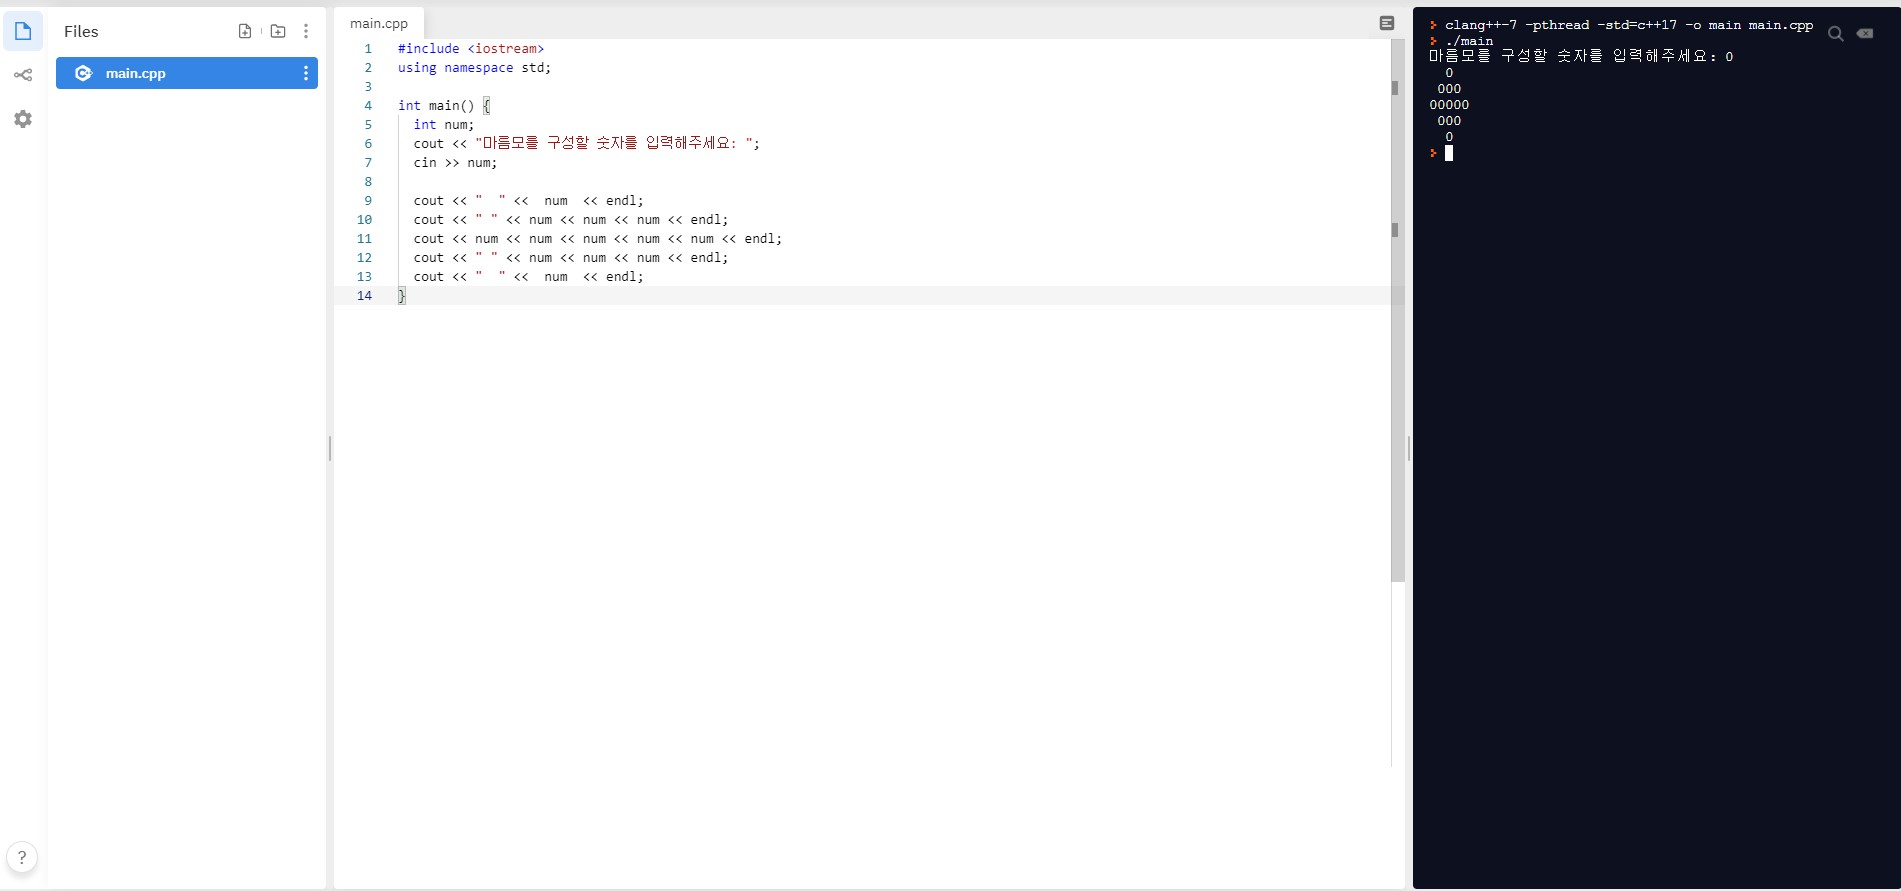 Files
main.cpp
main.cpp
1 #include <iostream>
2 using namespace std;
3
4 int main() {
5   int num;
6   cout << "마름모를 구성할 숫자를 입력해주세요: ";
7   cin >> num;
8
9   cout << "  " <<  num  << endl;
10   cout << " " << num << num << num << endl;
11   cout << num << num << num << num << num << endl;
12   cout << " " << num << num << num << endl;
13   cout << "  " <<  num  << endl;
14 }
clang++-7 -pthread -std=c++17 -o main main.cpp
./main
마름모를 구성할 숫자를 입력해주세요: 0
  0
 000
00000
 000
  0
?